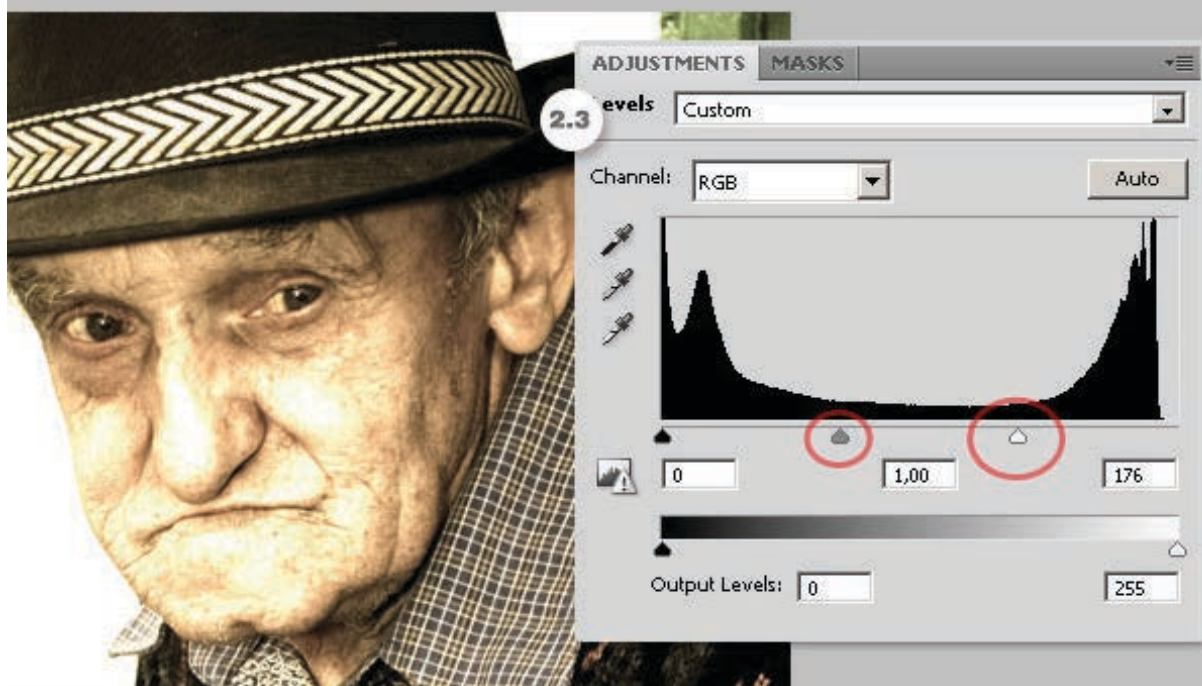 ADJUSTMENTS MASKS
2.3
evels Custom
Channel: RGB Auto
0 1,00 176
Output Levels: 0 255